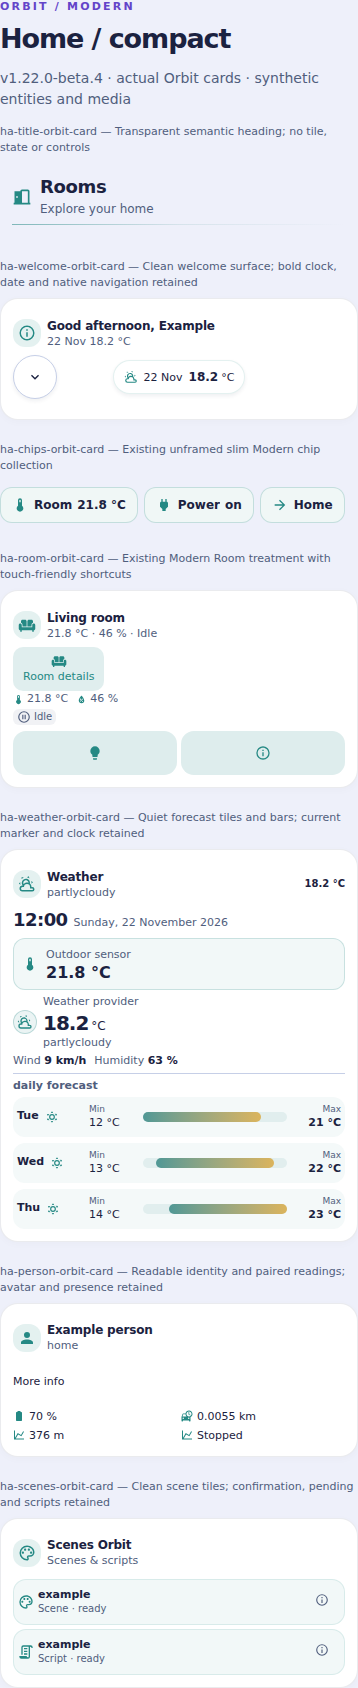 ORBIT / MODERN
Home / compact
v1.22.0-beta.4 · actual Orbit cards · synthetic
entities and media
ha-title-orbit-card — Transparent semantic heading; no tile,
state or controls
Rooms
Explore your home
ha-welcome-orbit-card — Clean welcome surface; bold clock,
date and native navigation retained
Good afternoon, Example
22 Nov 18.2 °C
22 Nov 18.2 °C
ha-chips-orbit-card — Existing unframed slim Modern chip
collection
Room 21.8 °C
Power on
Home
ha-room-orbit-card — Existing Modern Room treatment with
touch-friendly shortcuts
Living room
21.8 °C · 46 % · Idle
Room details
21.8 °C 46 %
Idle
ha-weather-orbit-card — Quiet forecast tiles and bars; current
marker and clock retained
Weather
partlycloudy
18.2 °C
12:00 Sunday, 22 November 2026
Outdoor sensor
21.8 °C
Weather provider
18.2 °C
partlycloudy
Wind 9 km/h Humidity 63 %
daily forecast
Tue
Min
12 °C
Max
21 °C
Wed
Min
13 °C
Max
22 °C
Thu
Min
14 °C
Max
23 °C
ha-person-orbit-card — Readable identity and paired readings;
avatar and presence retained
Example person
home
More info
70 %
0.0055 km
376 m
Stopped
ha-scenes-orbit-card — Clean scene tiles; confirmation, pending
and scripts retained
Scenes Orbit
Scenes & scripts
example
Scene · ready
example
Script · ready